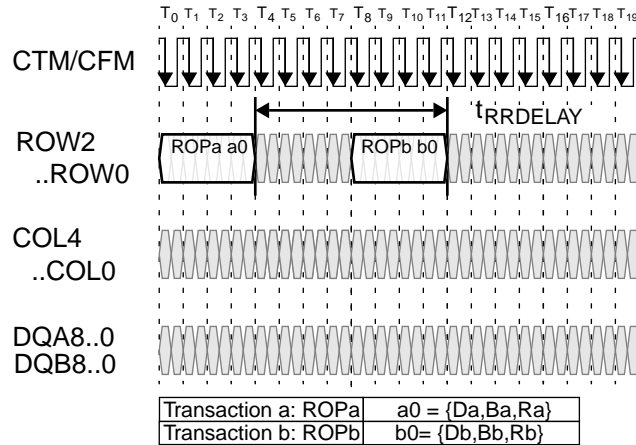 T0 T1 T2 T3 T4 T5 T6 T7 T8 T9 T10 T11 T12 T13 T14 T15 T16 T17 T18 T19
CTM/CFM
tRRDELAY
ROW2
..ROW0
ROPa a0
ROPb b0
COL4
..COL0
DQA8..0
DQB8..0
Transaction a: ROPa a0 = {Da,Ba,Ra}
Transaction b: ROPb b0= {Db,Bb,Rb}